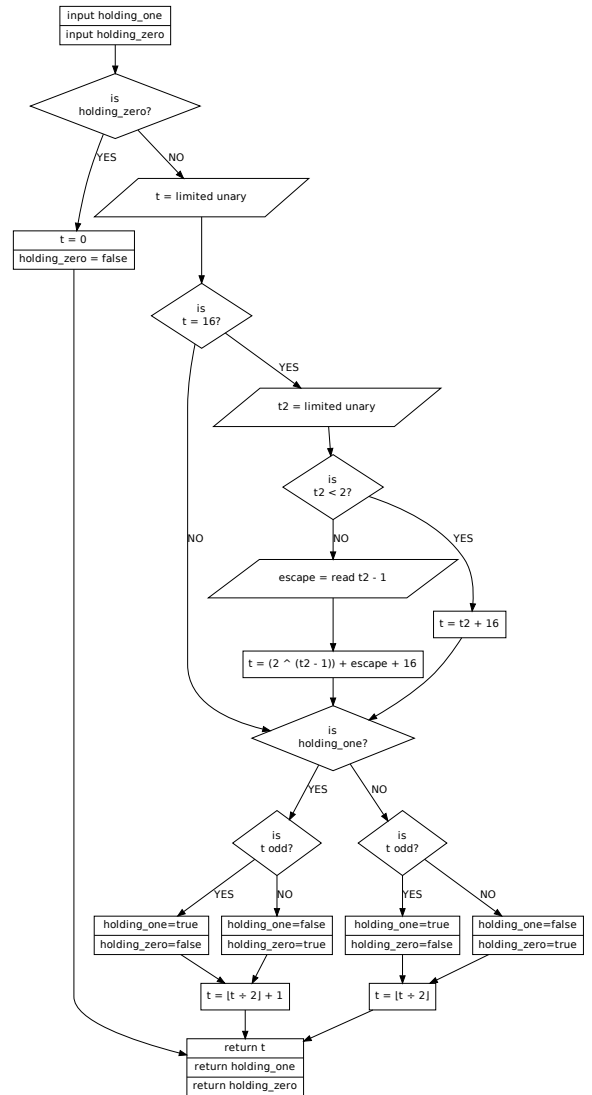 input holding_one
input holding_zero
is
holding_zero?
YES
NO
t = limited unary
t = 0
holding_zero = false
is
t = 16?
YES
t2 = limited unary
is
t2 < 2?
NO
NO
YES
escape = read t2 - 1
t = t2 + 16
t = (2 ^ (t2 - 1)) + escape + 16
is
holding_one?
YES
NO
is
t odd?
is
t odd?
YES
NO
YES
NO
holding_one=true
holding_zero=false
holding_one=false
holding_zero=true
holding_one=true
holding_zero=false
holding_one=false
holding_zero=true
t = ⌊t ÷ 2⌋ + 1
t = ⌊t ÷ 2⌋
return t
return holding_one
return holding_zero